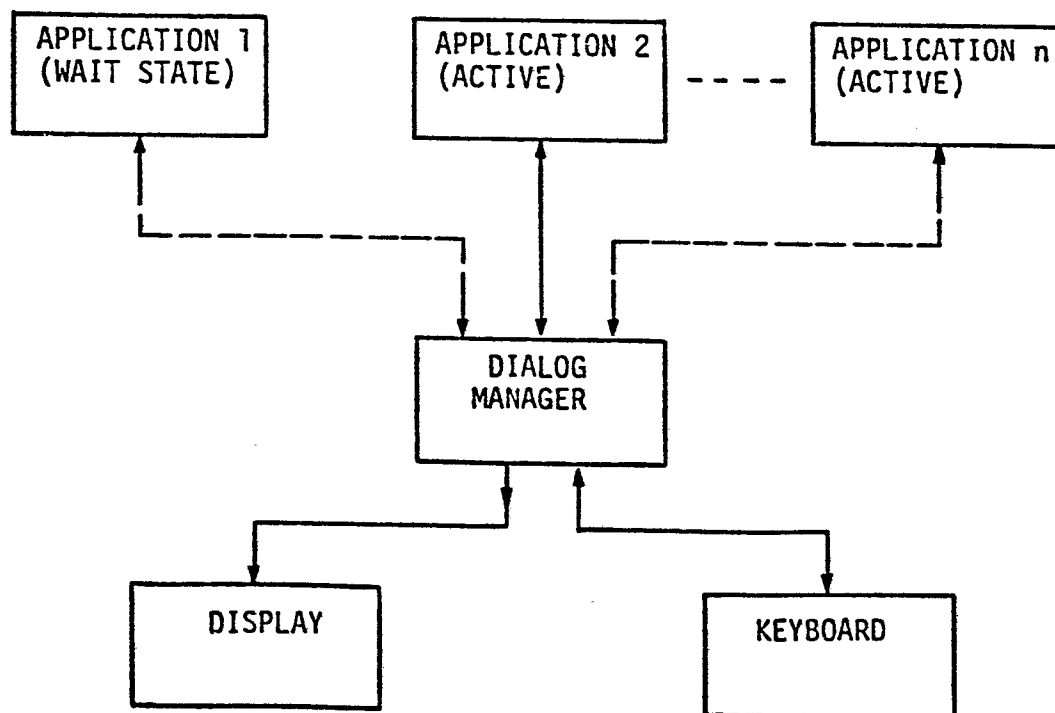 APPLICATION 1
(WAIT STATE)
APPLICATION 2
(ACTIVE)
APPLICATION n
(ACTIVE)
DIALOG
MANAGER
DISPLAY
KEYBOARD